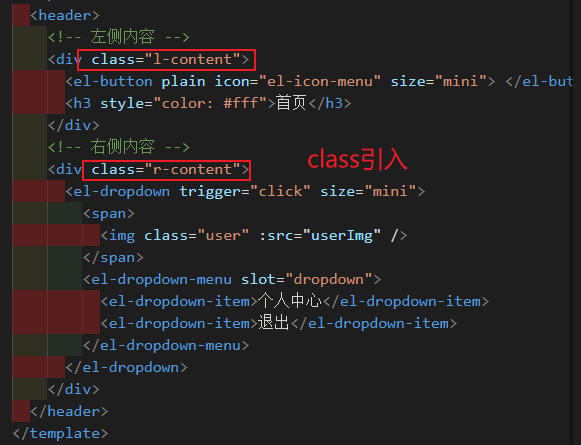 <header>
<!-- 左侧内容 -->
<div class="l-content">
<el-button plain icon="el-icon-menu" size="mini"> </el-but
<h3 style="color: #fff">首页</h3>
</div>
<!-- 右侧内容 -->
<div class="r-content">
class引入
<el-dropdown trigger="click" size="mini">
<span>
<img class="user" :src="userImg" />
</span>
<el-dropdown-menu slot="dropdown">
<el-dropdown-item>个人中心</el-dropdown-item>
<el-dropdown-item>退出</el-dropdown-item>
</el-dropdown-menu>
</el-dropdown>
</div>
</header>
</template>